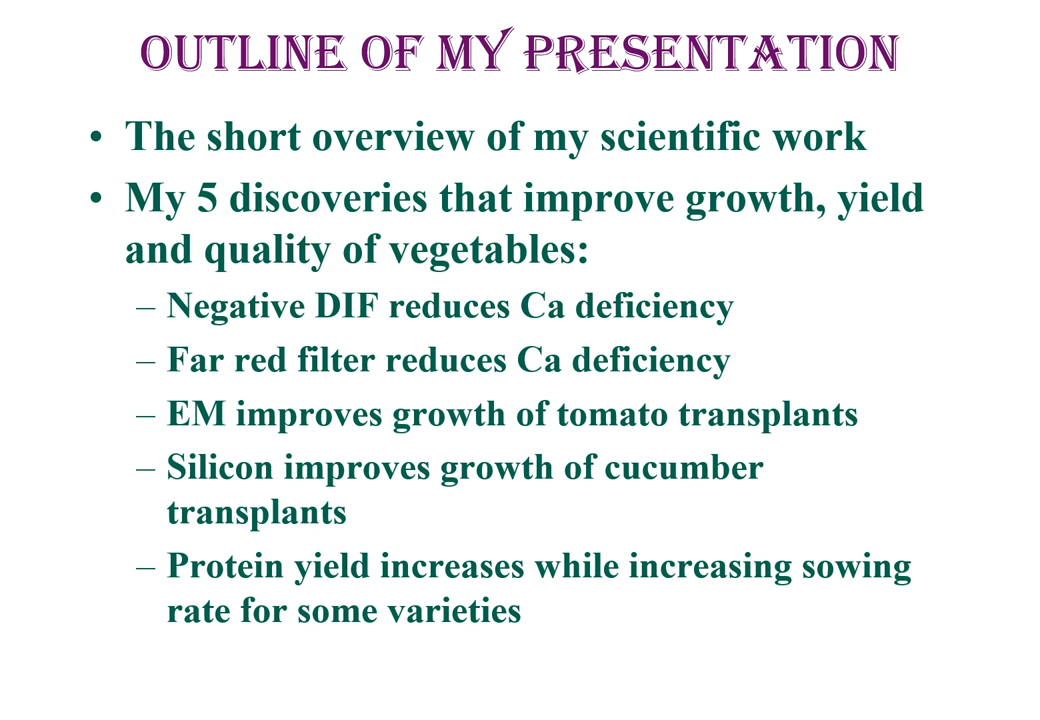 OUTLINE OF MY PRESENTATION
• The short overview of my scientific work
• My 5 discoveries that improve growth, yield
and quality of vegetables:
– Negative DIF reduces Ca deficiency
– Far red filter reduces Ca deficiency
– EM improves growth of tomato transplants
– Silicon improves growth of cucumber
transplants
– Protein yield increases while increasing sowing
rate for some varieties